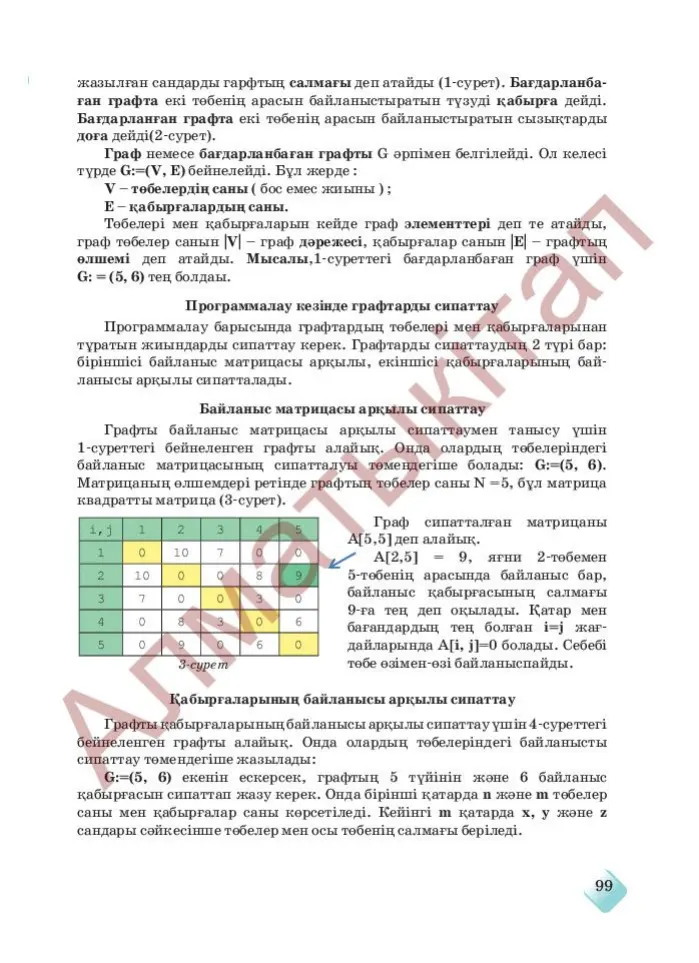 жазылған сандарды гарфтың салмағы деп атайды (1-сурет). Бағдарланба-
ған графта екі төбенің арасын байланыстыратын түзуді қабырға дейді.
Бағдарланған графта екі төбенің арасын байланыстыратын сызықтарды
доға дейді(2-сурет).
Граф немесе бағдарланбаған графты G әрпімен белгілейді. Ол келесі
түрде G:=(V, E) бейнелейді. Бұл жерде :
V – төбелердің саны ( бос емес жиыны ) ;
E – қабырғалардың саны.
Төбелері мен қабырғаларын кейде граф элементтері деп те атайды,
граф төбелер санын |V| – граф дәрежесі, қабырғалар санын |E| – графтың
өлшемі деп атайды. Мысалы,1-суреттегі бағдарланбаған граф үшін
G: = (5, 6) тең болдаы.
Программалау кезінде графтарды сипаттау
Программалау барысында графтардың төбелері мен қабырғаларынан
тұратын жиындарды сипаттау керек. Графтарды сипаттаудың 2 түрі бар:
біріншісі байланыс матрицасы арқылы, екіншісі қабырғаларының бай-
ланысы арқылы сипатталады.
Байланыс матрицасы арқылы сипаттау
Графты байланыс матрицасы арқылы сипаттаумен танысу үшін
1-суреттегі бейнеленген графты алайық. Онда олардың төбелеріндегі
байланыс матрицасының сипатталуы төмендегіше болады: G:=(5, 6).
Матрицаның өлшемдері ретінде графтың төбелер саны N =5, бұл матрица
квадратты матрица (3-сурет).
i,j 1 2 3 4 5
1 0 10 7 0 0
2 10 0 0 8 9
3 7 0 0 3 0
4 0 8 3 0 6
5 0 9 0 6 0
3-сурет
Граф сипатталған матрицаны
A[5,5] деп алайық.
A[2,5] = 9, яғни 2-төбемен
5-төбенің арасында байланыс бар,
байланыс қабырғасының салмағы
9-ға тең деп оқылады. Қатар мен
бағандардың тең болған i=j жағ-
дайларында A[i, j]=0 болады. Себебі
төбе өзімен-өзі байланыспайды.
Қабырғаларының байланысы арқылы сипаттау
Графты қабырғаларының байланысы арқылы сипаттау үшін 4-суреттегі
бейнеленген графты алайық. Онда олардың төбелеріндегі байланысты
сипаттау төмендегіше жазылады:
G:=(5, 6) екенін ескерсек, графтың 5 түйінін және 6 байланыс
қабырғасын сипаттап жазу керек. Онда бірінші қатарда n және m төбелер
саны мен қабырғалар саны көрсетіледі. Кейінгі m қатарда x, y және z
сандары сәйкесінше төбелер мен осы төбенің салмағы беріледі.
99
Алматыкітап